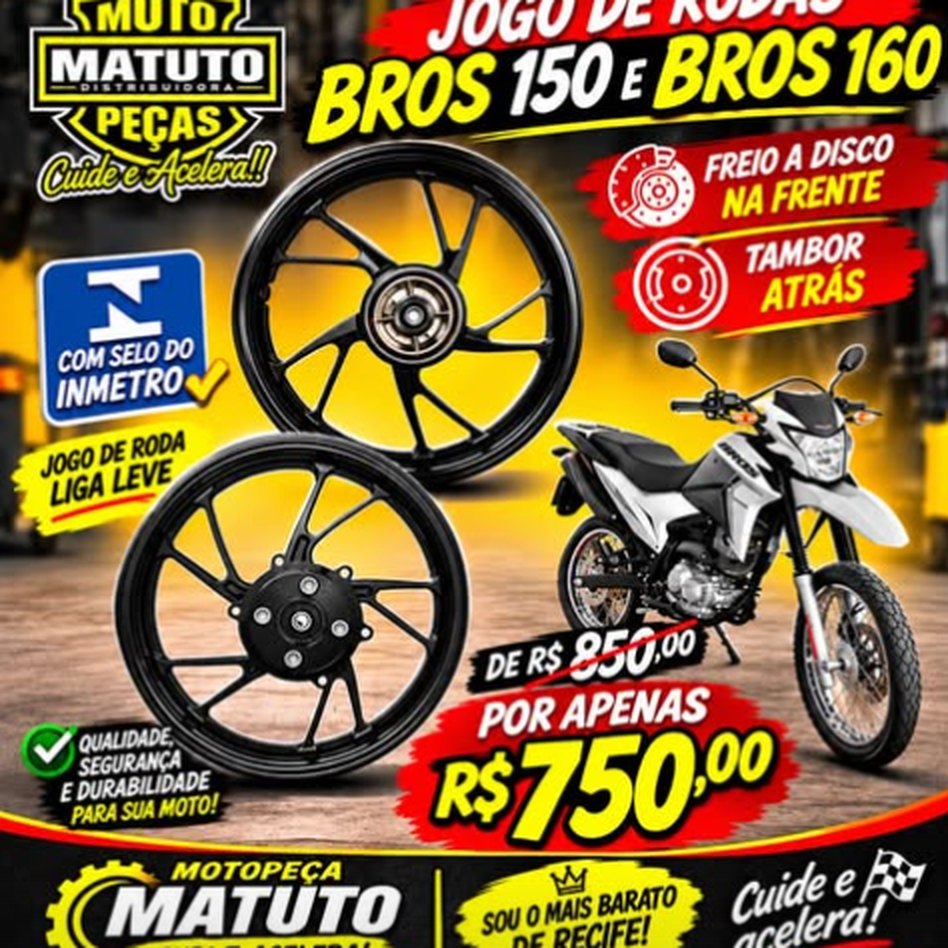 MOTO
MATUTO
DISTRIBUIDORA
PEÇAS
Cuide e Acelera!!
JOGO DE RODAS
BROS 150 E BROS 160
FREIO A DISCO
NA FRENTE
TAMBOR
ATRÁS
COM SELO DO
INMETRO
JOGO DE RODA
LIGA LEVE
DE R$ 850,00
POR APENAS
R$750,00
QUALIDADE,
SEGURANÇA
E DURABILIDADE
PARA SUA MOTO!
MOTOPEÇA
MATUTO
SOU O MAIS BARATO
DE RECIFE!
Cuide e
acelera!